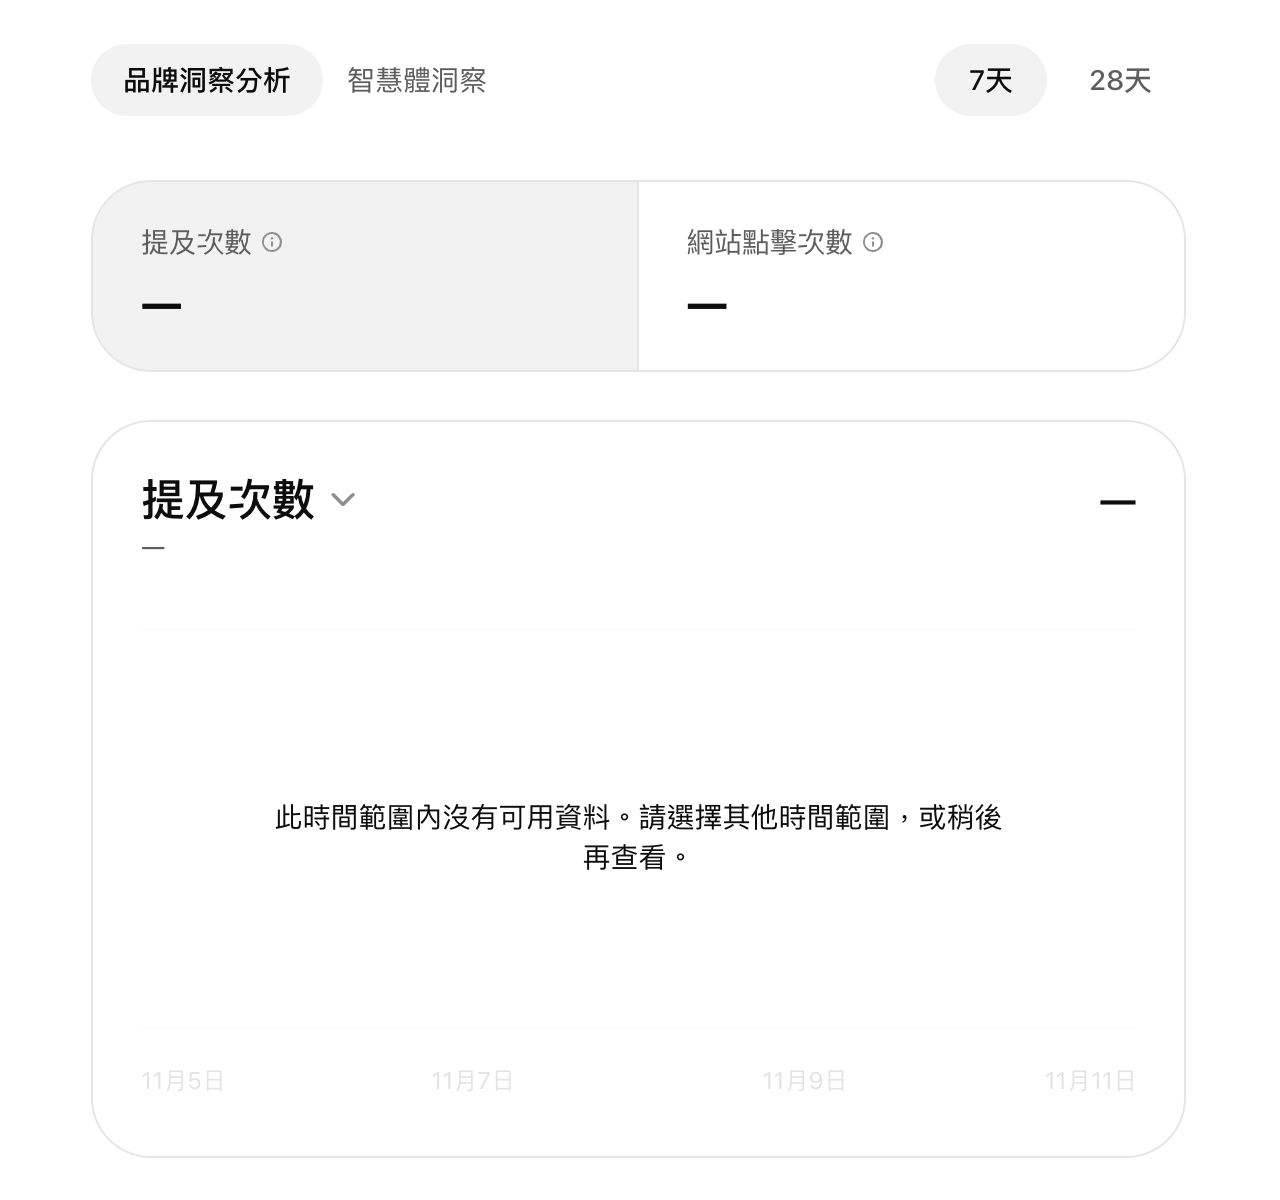 品牌洞察分析
智慧體洞察
7天
28天
提及次數
—
網站點擊次數
—
提及次數
—
—
此時間範圍內沒有可用資料。請選擇其他時間範圍，或稍後
再查看。
11月5日
11月7日
11月9日
11月11日